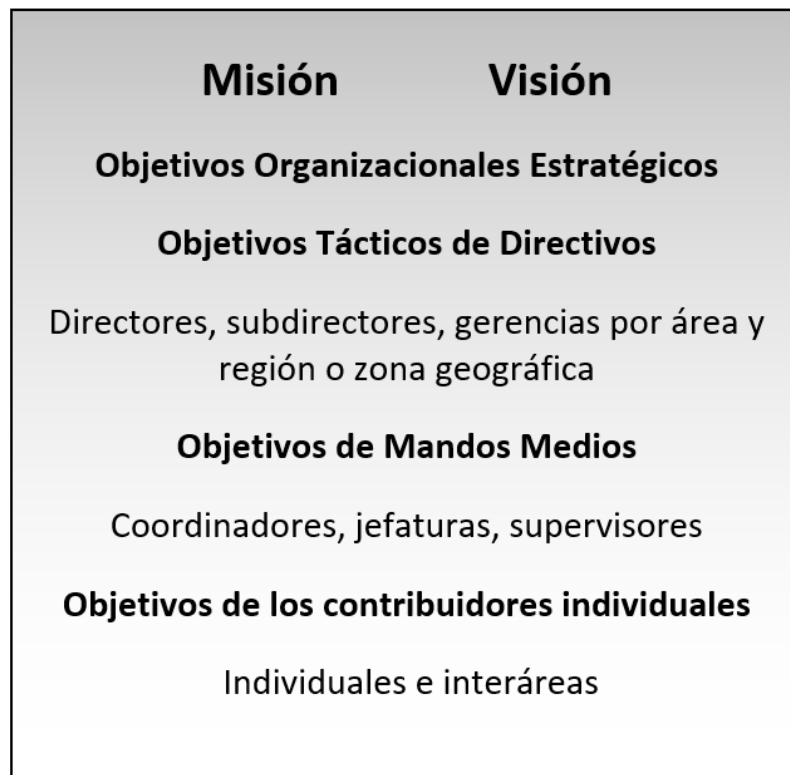 Misión Visión
Objetivos Organizacionales Estratégicos
Objetivos Tácticos de Directivos
Directores, subdirectores, gerencias por área y
región o zona geográfica
Objetivos de Mandos Medios
Coordinadores, jefaturas, supervisores
Objetivos de los contribuidores individuales
Individuales e interáreas